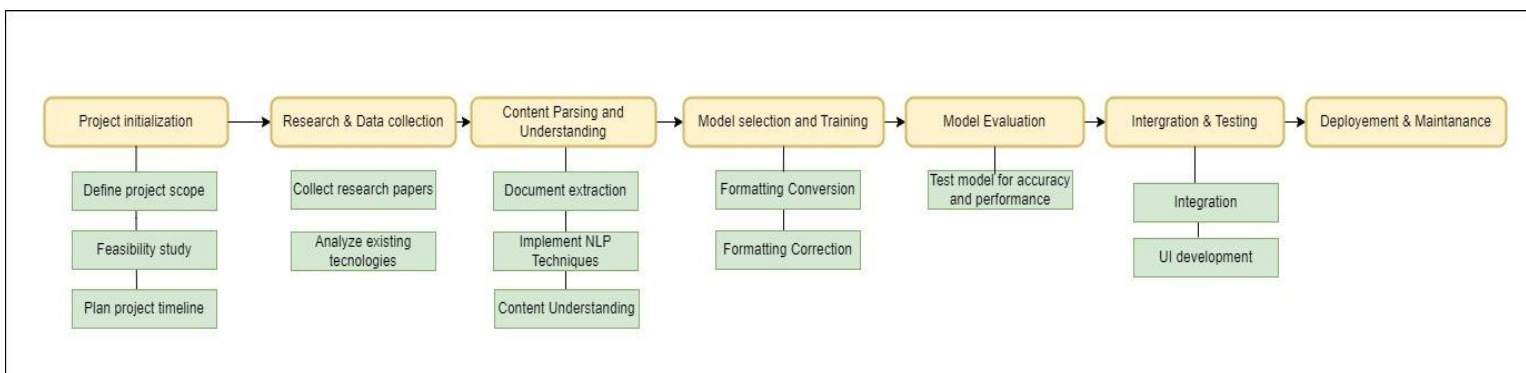 Project initialization
Research & Data collection
Content Parsing and
Understanding
Model selection and Training
Model Evaluation
Intergration & Testing
Deployement & Maintanance
Define project scope
Feasibility study
Plan project timeline
Collect research papers
Analyze existing
tecnologies
Document extraction
Implement NLP
Techniques
Content Understanding
Formatting Conversion
Formatting Correction
Test model for accuracy
and performance
Integration
UI development